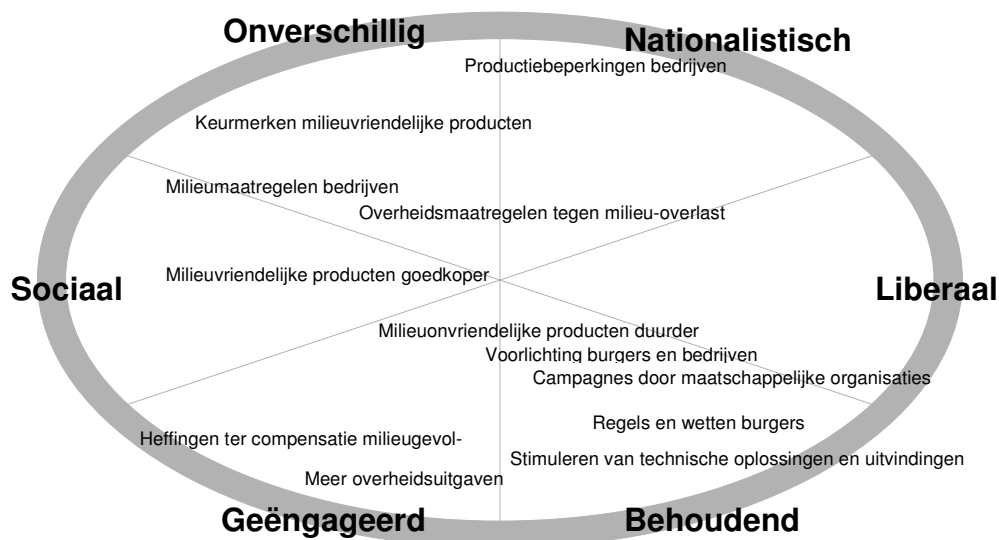 Onverschillig
Nationalistisch
Productiebeperkingen bedrijven
Keurmerken milieuvriendelijke producten
Milieumaatregelen bedrijven
Overheidsmaatregelen tegen milieu-overlast
Milieuvriendelijke producten goedkoper
Sociaal
Liberaal
Milieuonvriendelijke producten duurder
Voorlichting burgers en bedrijven
Campagnes door maatschappelijke organisaties
Regels en wetten burgers
Heffingen ter compensatie milieugevol-
Stimuleren van technische oplossingen en uitvindingen
Meer overheidsuitgaven
Geëngageerd
Behoudend